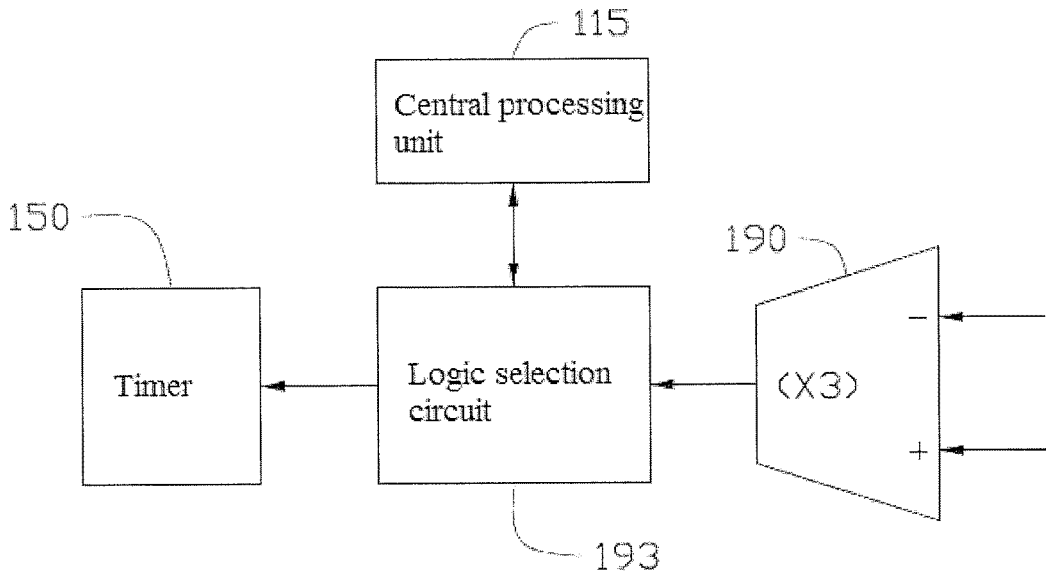 115
Central processing
unit
150
190
Timer
Logic selection
circuit
(X3)
−
+
193